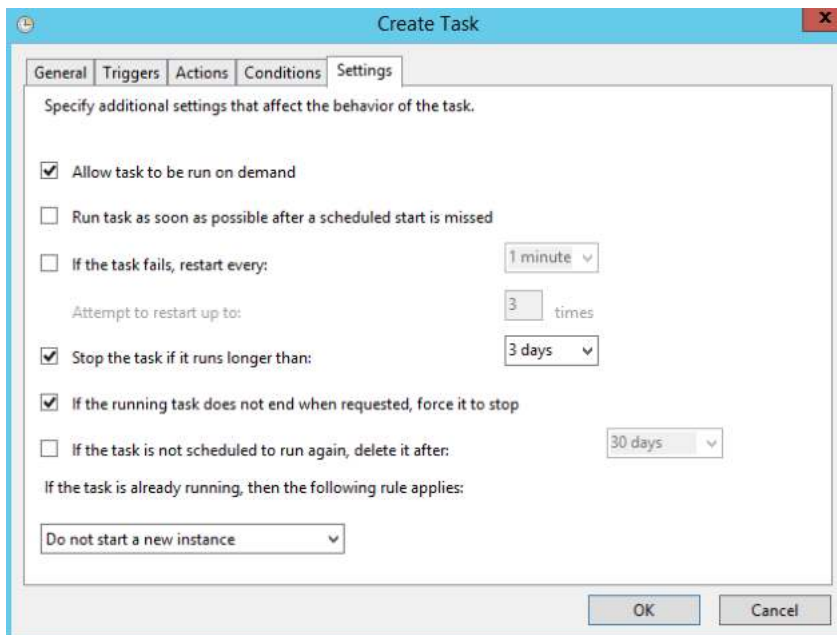 Create Task
x
General Triggers Actions Conditions Settings
Specify additional settings that affect the behavior of the task.
Allow task to be run on demand
Run task as soon as possible after a scheduled start is missed
If the task fails, restart every: 1 minute
Attempt to restart up to: 3 times
Stop the task if it runs longer than: 3 days
If the running task does not end when requested, force it to stop
If the task is not scheduled to run again, delete it after: 30 days
If the task is already running, then the following rule applies:
Do not start a new instance
OK Cancel